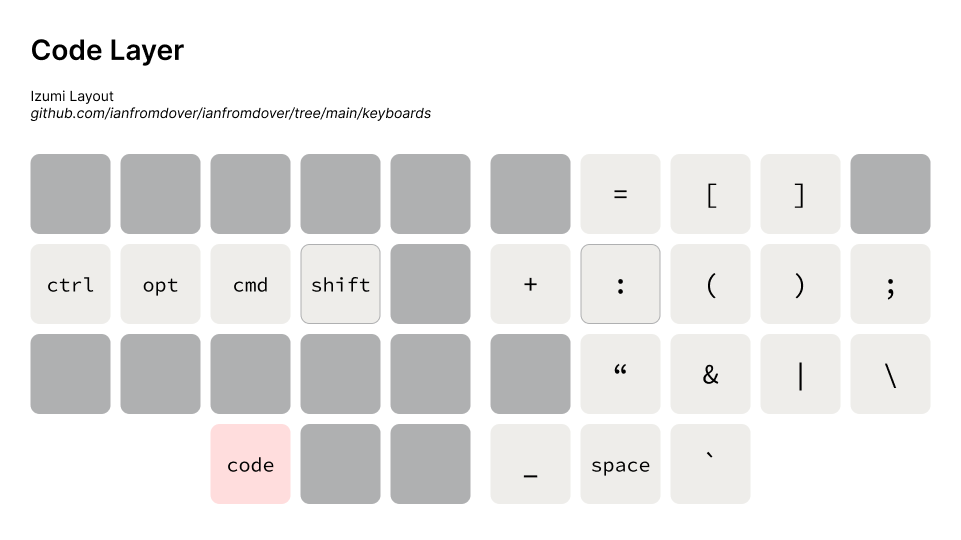 Code Layer
Izumi Layout
github.com/ianfromdover/ianfromdover/tree/main/keyboards
= [ ]
ctrl opt cmd shift + : ( ) ;
“ & | \
code _ space `